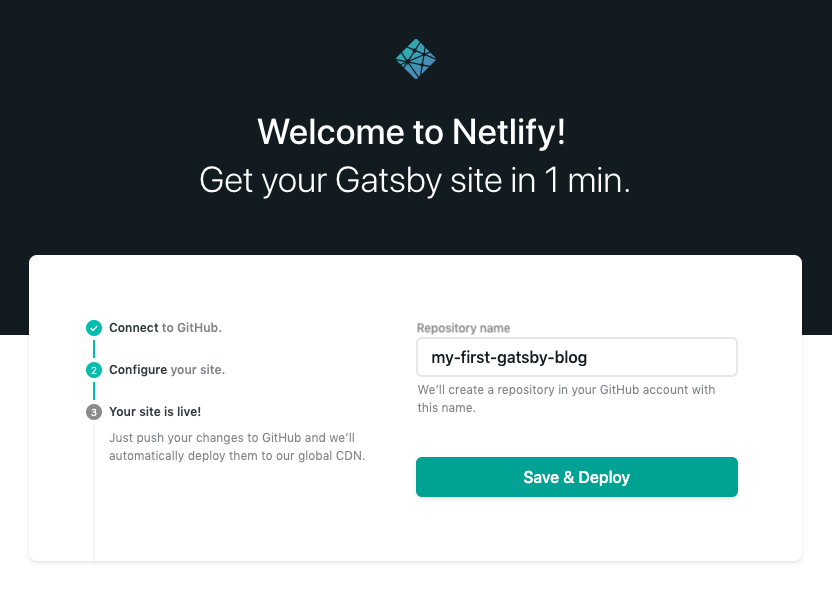 Welcome to Netlify!
Get your Gatsby site in 1 min.
Connect to GitHub.
2
Configure your site.
3
Your site is live!
Just push your changes to GitHub and we’ll
automatically deploy them to our global CDN.
Repository name
my-first-gatsby-blog
We’ll create a repository in your GitHub account with
this name.
Save & Deploy